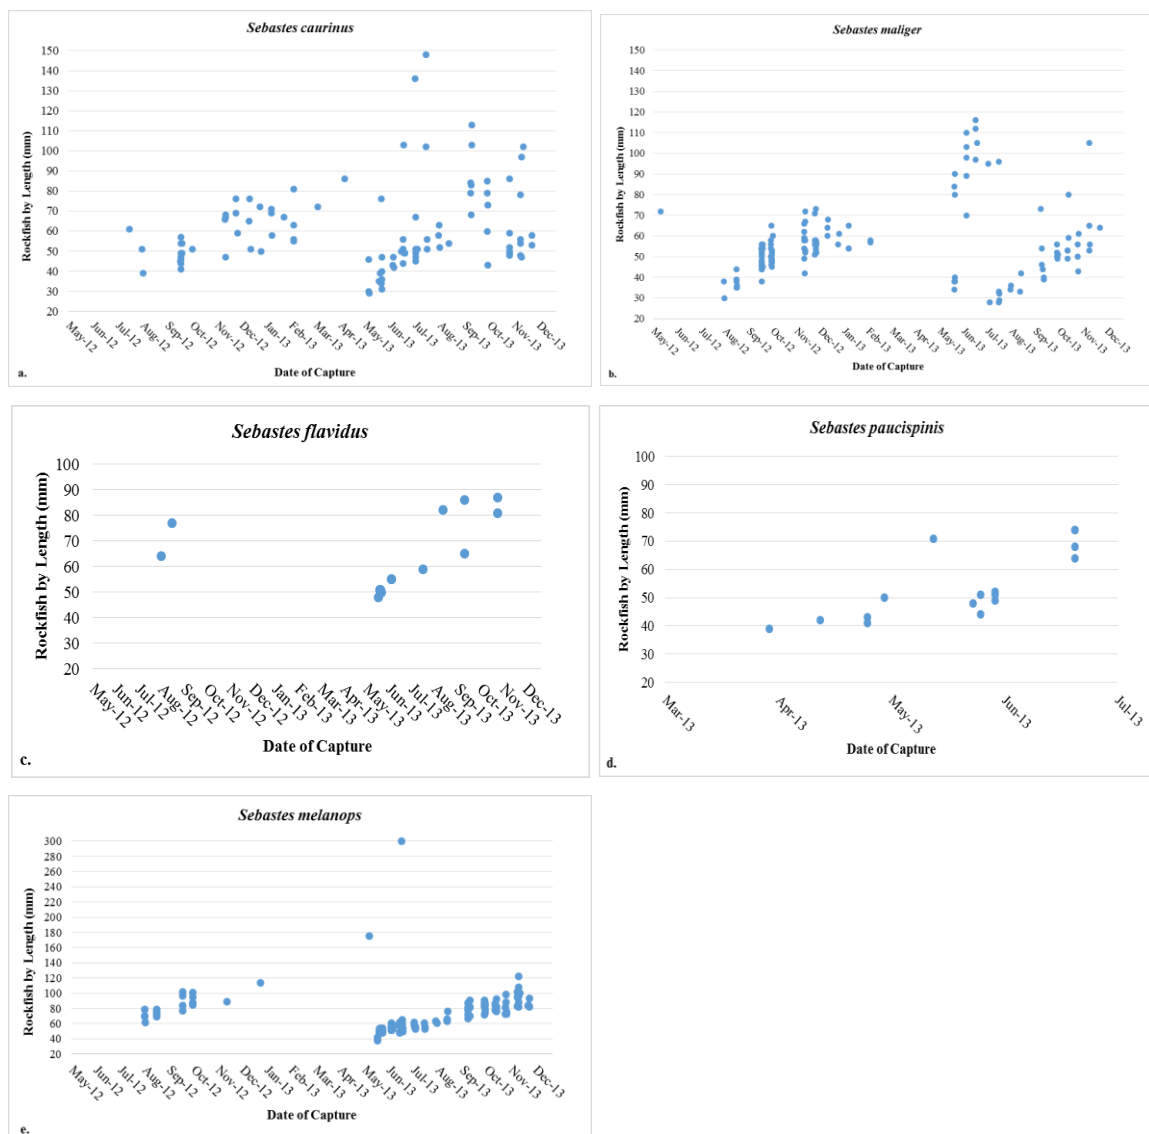 Sebastes caurinus
Rockfish by Length (mm)
150
140
130
120
110
100
90
80
70
60
50
40
30
20
May-12
Jun-12
Jul-12
Aug-12
Sep-12
Oct-12
Nov-12
Dec-12
Jan-13
Feb-13
Mar-13
Apr-13
May-13
Jun-13
Jul-13
Aug-13
Sep-13
Oct-13
Nov-13
Dec-13
Date of Capture
a.
Sebastes maliger
Rockfish by Length (mm)
150
140
130
120
110
100
90
80
70
60
50
40
30
20
May-12
Jun-12
Jul-12
Aug-12
Sep-12
Oct-12
Nov-12
Dec-12
Jan-13
Feb-13
Mar-13
Apr-13
May-13
Jun-13
Jul-13
Aug-13
Sep-13
Oct-13
Nov-13
Dec-13
Date of Capture
b.
Sebastes flavidus
Rockfish by Length (mm)
100
90
80
70
60
50
40
30
20
May-12
Jun-12
Jul-12
Aug-12
Sep-12
Oct-12
Nov-12
Dec-12
Jan-13
Feb-13
Mar-13
Apr-13
May-13
Jun-13
Jul-13
Aug-13
Sep-13
Oct-13
Nov-13
Dec-13
Date of Capture
c.
Sebastes paucispinis
Rockfish by Length (mm)
100
90
80
70
60
50
40
30
20
Mar-13
Apr-13
May-13
Jun-13
Jul-13
Date of Capture
d.
Sebastes melanops
Rockfish by Length (mm)
300
280
260
240
220
200
180
160
140
120
100
80
60
40
20
May-12
Jun-12
Jul-12
Aug-12
Sep-12
Oct-12
Nov-12
Dec-12
Jan-13
Feb-13
Mar-13
Apr-13
May-13
Jun-13
Jul-13
Aug-13
Sep-13
Oct-13
Nov-13
Dec-13
Date of Capture
e.